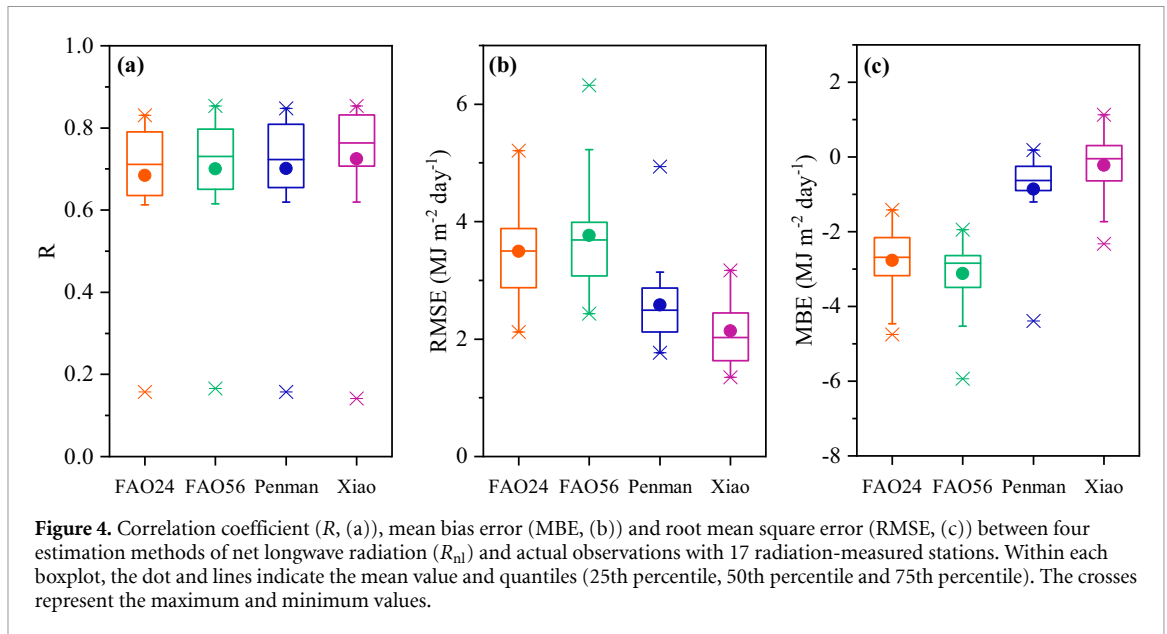 (a)
1.0
0.8
0.6
0.4
0.2
0.0
R
FAO24 FAO56 Penman Xiao
(b)
6
4
2
0
RMSE (MJ m⁻² day⁻¹)
FAO24 FAO56 Penman Xiao
(c)
2
0
-2
-4
-6
-8
MBE (MJ m⁻² day⁻¹)
FAO24 FAO56 Penman Xiao
Figure 4. Correlation coefficient (R, (a)), mean bias error (MBE, (b)) and root mean square error (RMSE, (c)) between four
estimation methods of net longwave radiation (Rnl) and actual observations with 17 radiation-measured stations. Within each
boxplot, the dot and lines indicate the mean value and quantiles (25th percentile, 50th percentile and 75th percentile). The crosses
represent the maximum and minimum values.